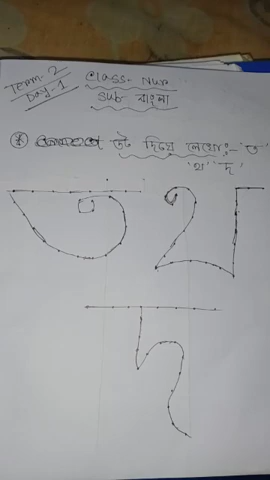 Term-2
Day-1
Class- Nur
Sub বাংলা
ডট দিয়ে লেখোঃ 'ত'
'থ' 'দ'
ত থ
দ